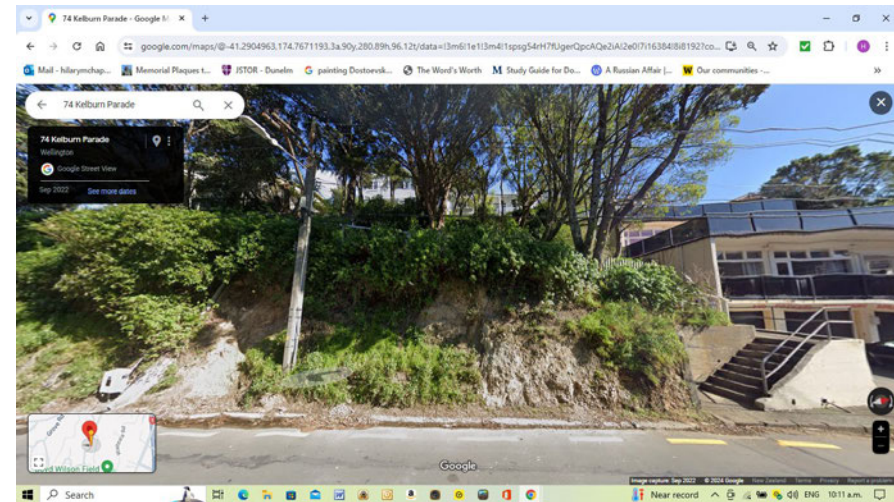 74 Kelburn Parade - Google M
google.com/maps/@-41.2904963,174.7671193,3a,90y,280.89h,96.12t/data=!3m6!1e1!3m4!1spsg54rH7fUgerQpcAQe2iA!2e0!7i16384!8i8192?co...
Mail - hilarymchap...
Memorial Plaques t...
JSTOR - Dunelm
painting Dostoevsk...
The Word's Worth
Study Guide for Do...
A Russian Affair |...
Our communities -...
74 Kelburn Parade
74 Kelburn Parade
Wellington
Google Street View
Sep 2022 See more dates
Wilson Field
Google
Image capture: Sep 2022 © 2024 Google New Zealand Terms Privacy Report a problem
Search
Near record
ENG
10:11 a.m.